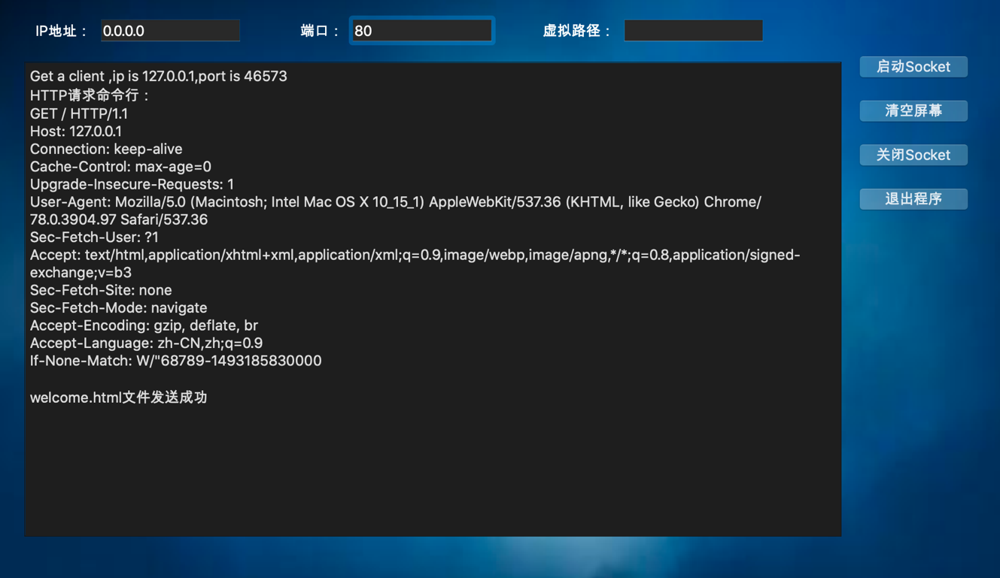 IP地址： 0.0.0.0 端口： 80 虚拟路径：
启动Socket
清空屏幕
关闭Socket
退出程序
Get a client ,ip is 127.0.0.1,port is 46573
HTTP请求命令行：
GET / HTTP/1.1
Host: 127.0.0.1
Connection: keep-alive
Cache-Control: max-age=0
Upgrade-Insecure-Requests: 1
User-Agent: Mozilla/5.0 (Macintosh; Intel Mac OS X 10_15_1) AppleWebKit/537.36 (KHTML, like Gecko) Chrome/
78.0.3904.97 Safari/537.36
Sec-Fetch-User: ?1
Accept: text/html,application/xhtml+xml,application/xml;q=0.9,image/webp,image/apng,*/*;q=0.8,application/signed-
exchange;v=b3
Sec-Fetch-Site: none
Sec-Fetch-Mode: navigate
Accept-Encoding: gzip, deflate, br
Accept-Language: zh-CN,zh;q=0.9
If-None-Match: W/"68789-1493185830000
welcome.html文件发送成功